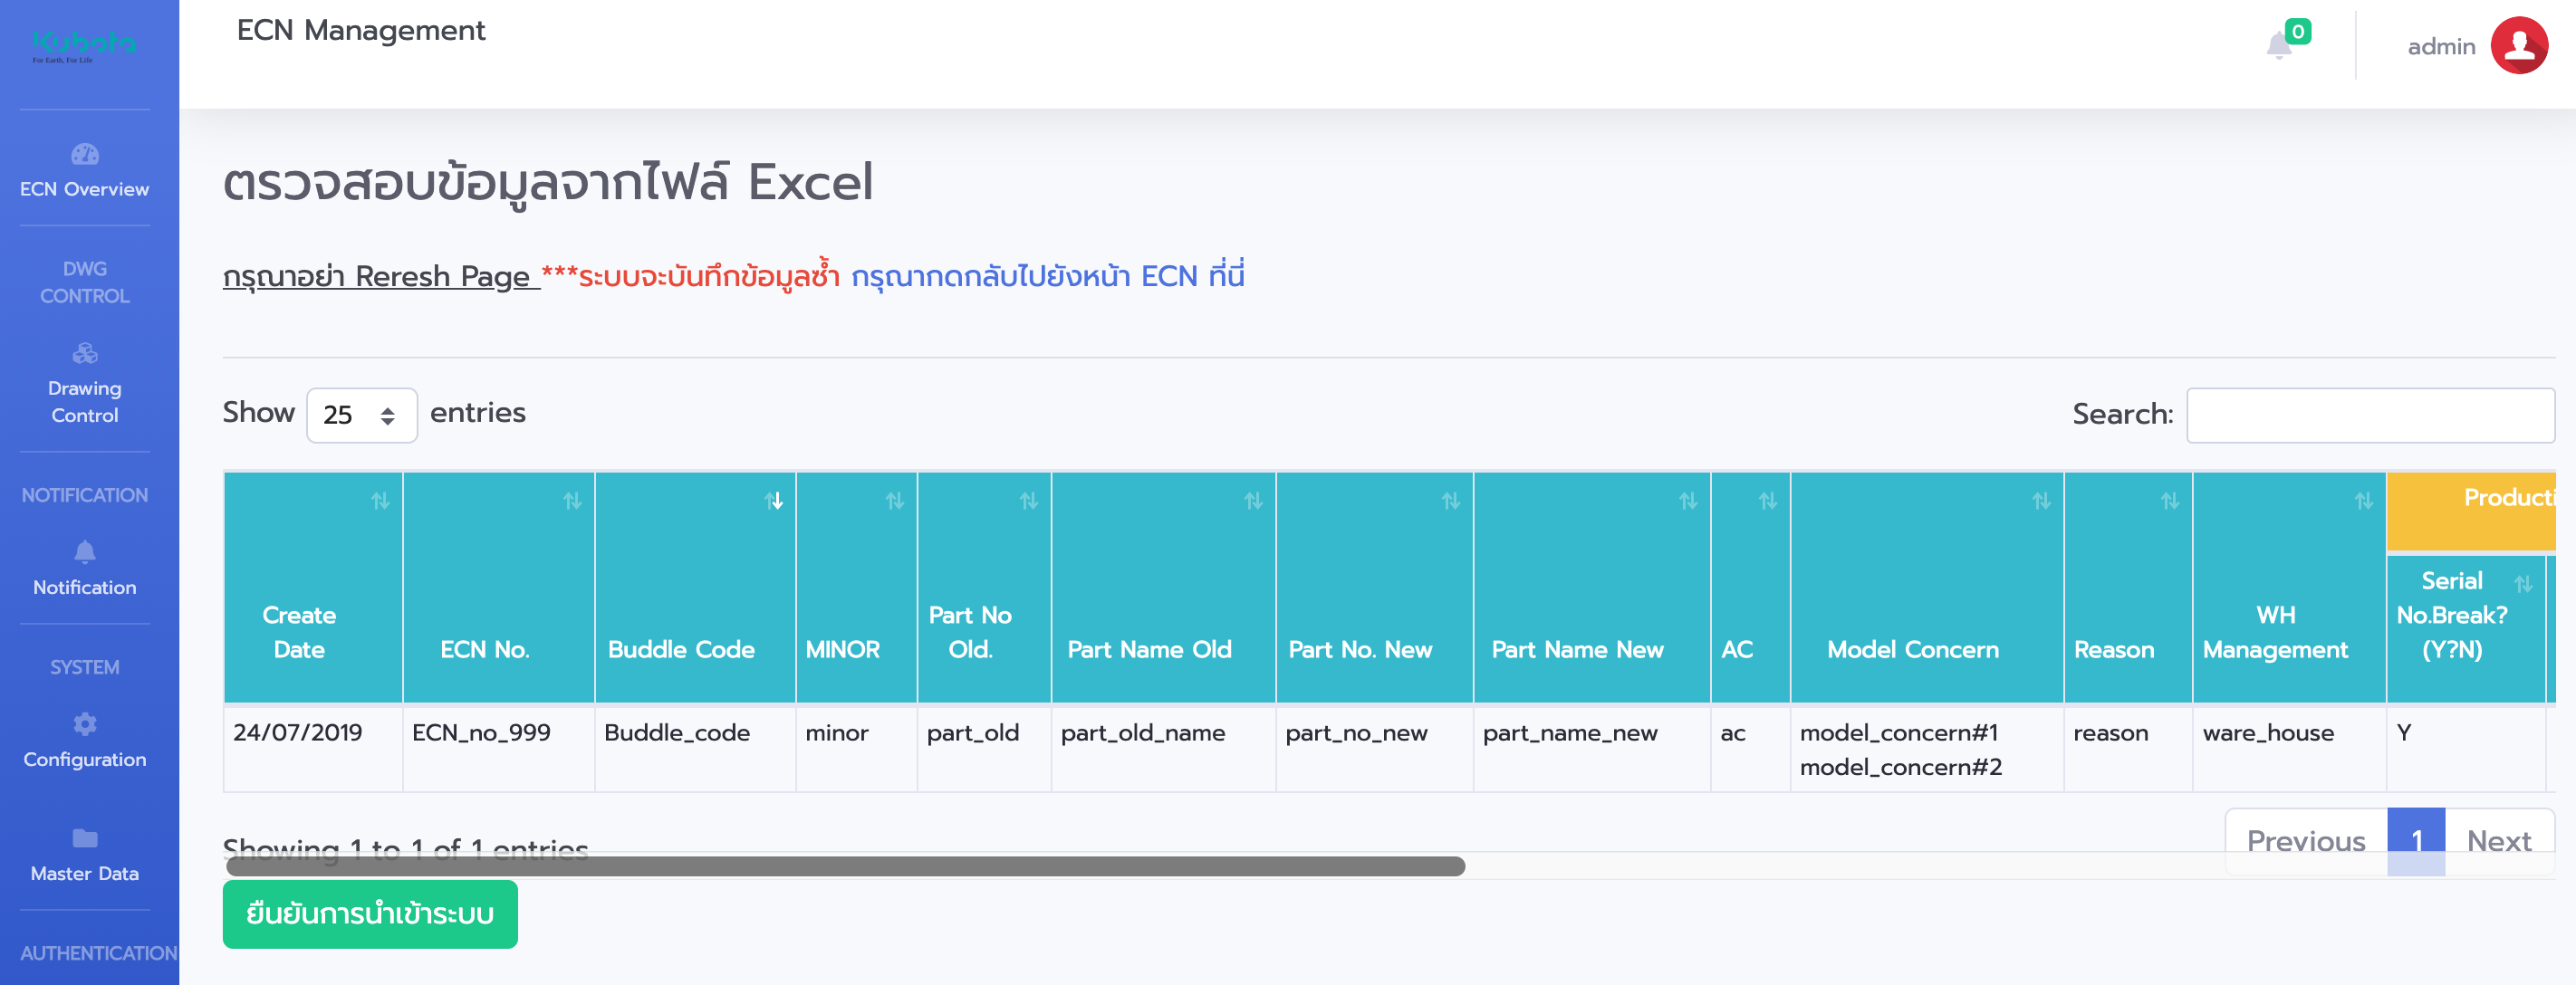 Kubota
For Earth, For Life
ECN Management
0
admin
ECN Overview
DWG
CONTROL
Drawing
Control
NOTIFICATION
Notification
SYSTEM
Configuration
Master Data
AUTHENTICATION
ตรวจสอบข้อมูลจากไฟล์ Excel
กรุณาอย่า Reresh Page ***ระบบจะบันทึกข้อมูลซ้ำ กรุณากดกลับไปยังหน้า ECN ที่นี่
Show 25 entries
Search:
Create
Date
ECN No.
Buddle Code
MINOR
Part No
Old.
Part Name Old
Part No. New
Part Name New
AC
Model Concern
Reason
WH
Management
Producti
Serial
No.Break?
(Y?N)
24/07/2019 ECN_no_999 Buddle_code minor part_old part_old_name part_no_new part_name_new ac model_concern#1 reason ware_house Y
model_concern#2
Showing 1 to 1 of 1 entries
Previous 1 Next
ยืนยันการนำเข้าระบบ